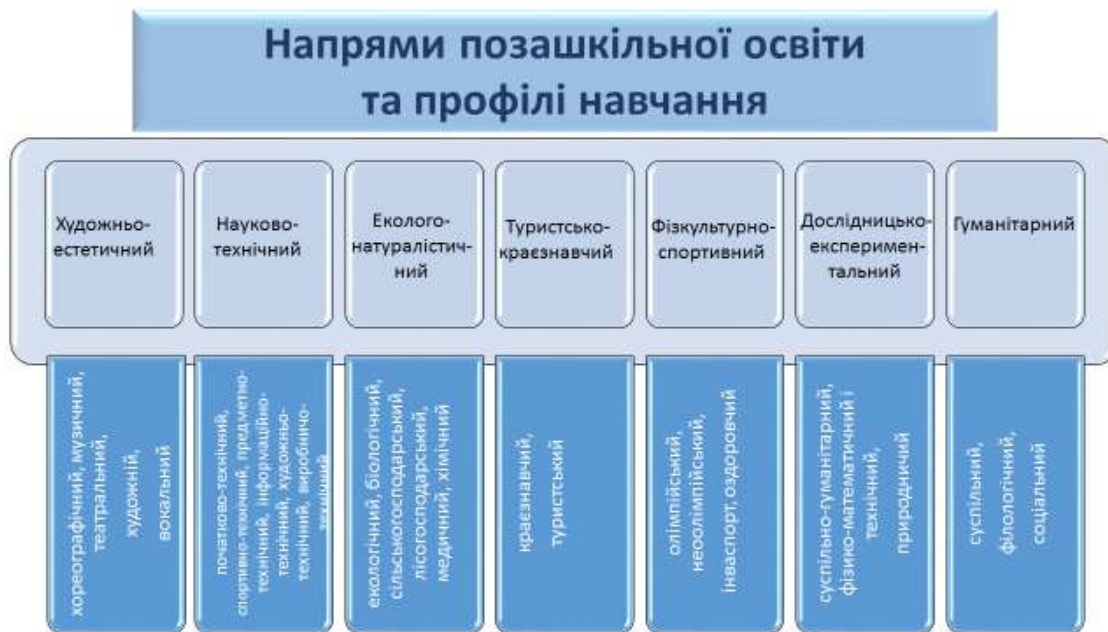 Напрями позашкільної освіти
та профілі навчання
Художньо-
естетичний
Науково-
технічний
Еколого-
натуралістич-
ний
Туристсько-
краєзнавчий
Фізкультурно-
спортивний
Дослідницько-
експеримен-
тальний
Гуманітарний
хореографічний, музичний,
театральний,
художній,
вокальний
початково-технічний,
спортивно-технічний, предметно-
технічний, інформаційно-
технічний, художньо-
технічний, виробничо-
технічний
екологічний, біологічний,
сільськогосподарський,
лісогосподарський,
медичний, хімічний
краєзнавчий,
туристський
олімпійський,
неоолімпійський,
інваспорт, оздоровчий
суспільно-гуманітарний,
фізико-математичний і
технічний,
природничий
суспільний,
філологічний,
соціальний